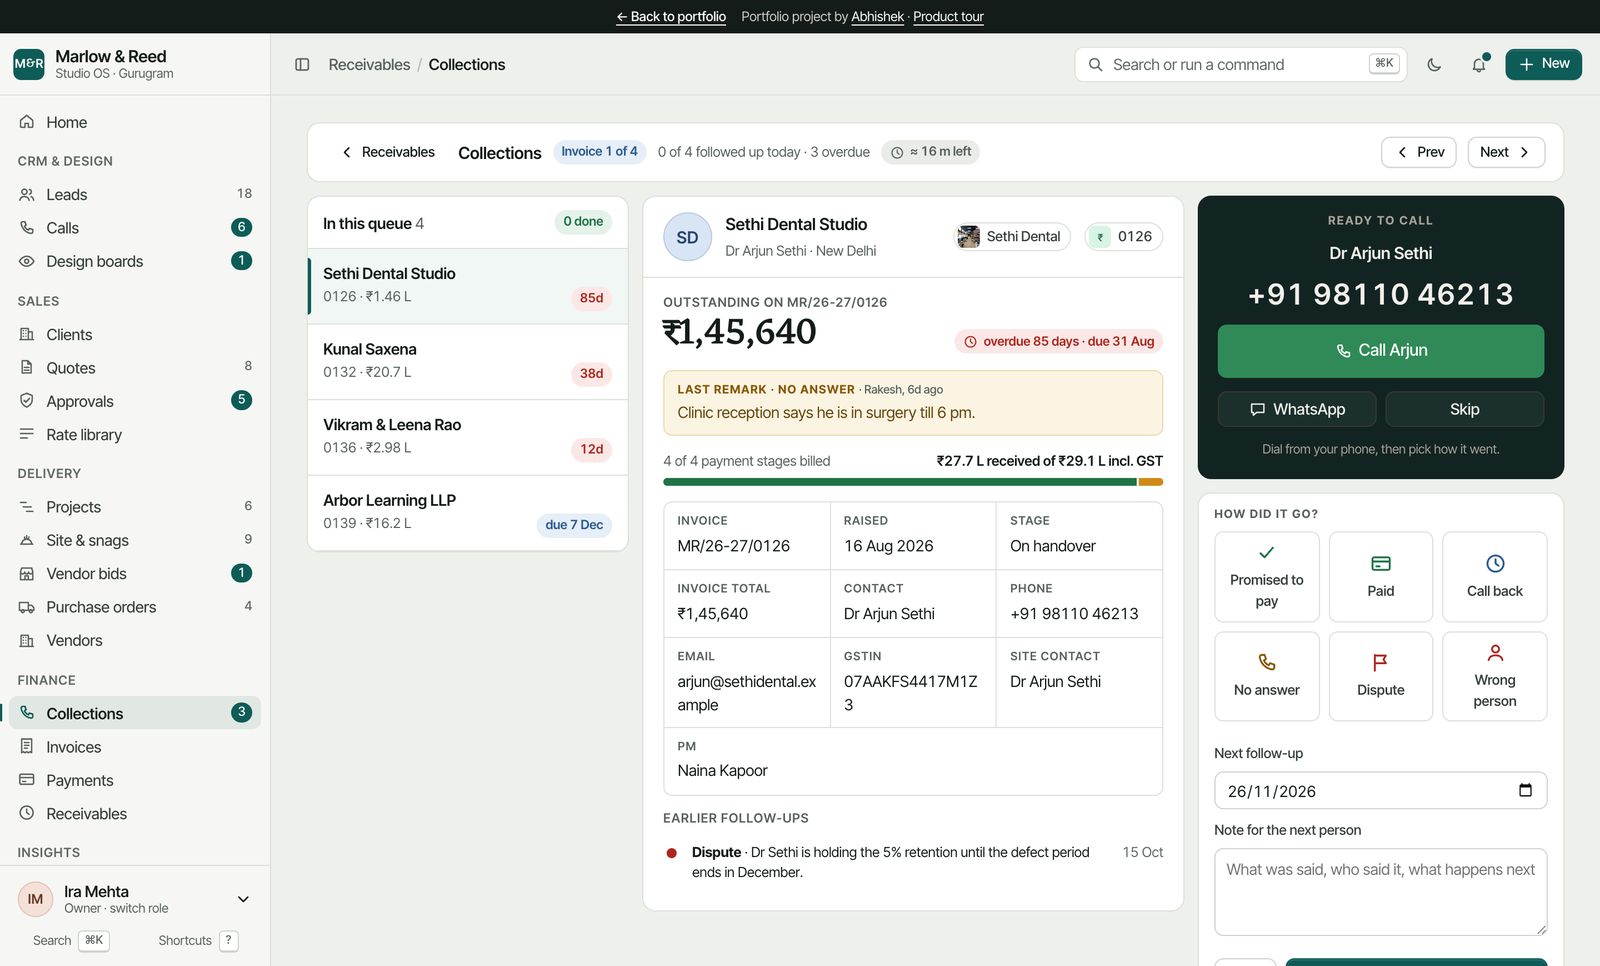 ← Back to portfolio Portfolio project by Abhishek · Product tour
M&R
Marlow & Reed
Studio OS · Gurugram
Receivables / Collections
Search or run a command ⌘K
New
Home
CRM & DESIGN
Leads 18
Calls 6
Design boards 1
SALES
Clients
Quotes 8
Approvals 5
Rate library
DELIVERY
Projects 6
Site & snags 9
Vendor bids 1
Purchase orders 4
Vendors
FINANCE
Collections 3
Invoices
Payments
Receivables
INSIGHTS
IM
Ira Mehta
Owner · switch role
Search ⌘K Shortcuts ?
Receivables Collections Invoice 1 of 4 0 of 4 followed up today · 3 overdue ≈ 16 m left
Prev Next
In this queue 4 0 done
Sethi Dental Studio
0126 · ₹1.46 L 85d
Kunal Saxena
0132 · ₹20.7 L 38d
Vikram & Leena Rao
0136 · ₹2.98 L 12d
Arbor Learning LLP
0139 · ₹16.2 L due 7 Dec
SD
Sethi Dental Studio
Dr Arjun Sethi · New Delhi
Sethi Dental ₹ 0126
OUTSTANDING ON MR/26-27/0126
₹1,45,640
overdue 85 days · due 31 Aug
LAST REMARK · NO ANSWER · Rakesh, 6d ago
Clinic reception says he is in surgery till 6 pm.
4 of 4 payment stages billed ₹27.7 L received of ₹29.1 L incl. GST
INVOICE RAISED STAGE
MR/26-27/0126 16 Aug 2026 On handover
INVOICE TOTAL CONTACT PHONE
₹1,45,640 Dr Arjun Sethi +91 98110 46213
EMAIL GSTIN SITE CONTACT
arjun@sethidental.ex 07AAKFS4417M1Z Dr Arjun Sethi
ample 3
PM
Naina Kapoor
EARLIER FOLLOW-UPS
Dispute · Dr Sethi is holding the 5% retention until the defect period 15 Oct
ends in December.
READY TO CALL
Dr Arjun Sethi
+91 98110 46213
Call Arjun
WhatsApp Skip
Dial from your phone, then pick how it went.
HOW DID IT GO?
Promised to Paid Call back
pay
No answer Dispute Wrong
person
Next follow-up
26/11/2026
Note for the next person
What was said, who said it, what happens next